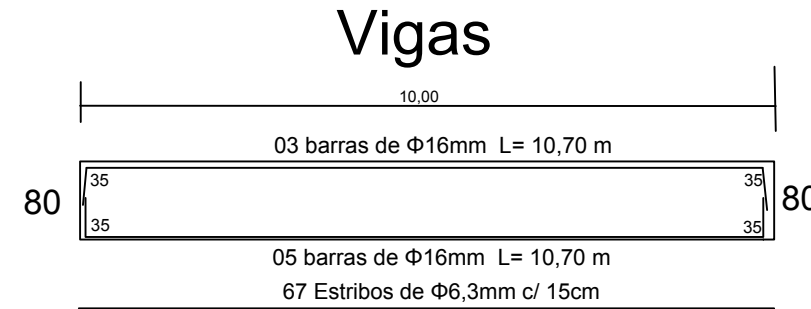 Vigas
10,00
03 barras de Φ16mm L= 10,70 m
35 35
80 80
35 35
05 barras de Φ16mm L= 10,70 m
67 Estribos de Φ6,3mm c/ 15cm